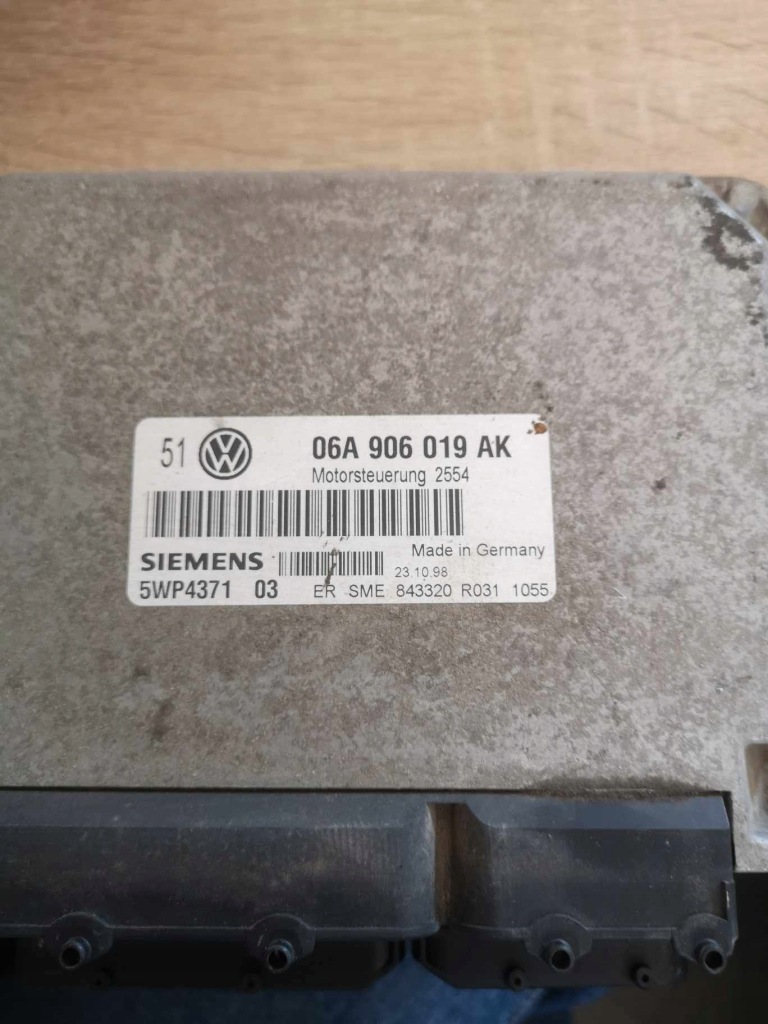 51 VW 06A 906 019 AK
Motorsteuerung 2554
Made in Germany
SIEMENS 23.10.98
5WP4371 03 ER SME 843320 R031 1055